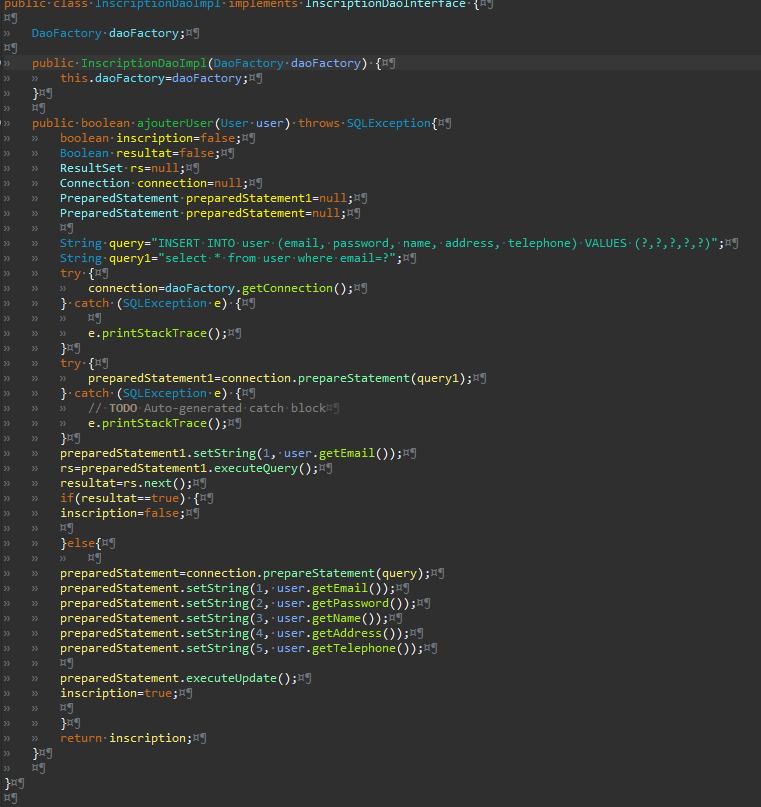 public class InscriptionDaoImpl implements InscriptionDaoInterface {¤¶
¤¶
» DaoFactory·daoFactory;¤¶
¤¶
» public·InscriptionDaoImpl(DaoFactory·daoFactory)·{¤¶
» » this.daoFactory=daoFactory;¤¶
» }¤¶
» ¤¶
» public·boolean·ajouterUser(User·user)·throws·SQLException{¤¶
» » boolean·inscription=false;¤¶
» » Boolean·resultat=false;¤¶
» » ResultSet·rs=null;¤¶
» » Connection·connection=null;¤¶
» » PreparedStatement·preparedStatement1=null;¤¶
» » PreparedStatement·preparedStatement=null;¤¶
» » ¤¶
» » String·query="INSERT·INTO·user·(email,·password,·name,·address,·telephone)·VALUES·(?,?,?,?,?)";¤¶
» » String·query1="select·*·from·user·where·email=?";¤¶
» » try·{¤¶
» » » connection=daoFactory.getConnection();¤¶
» » }·catch·(SQLException·e)·{¤¶
» » » ¤¶
» » » e.printStackTrace();¤¶
» » }¤¶
» » try·{¤¶
» » » preparedStatement1=connection.prepareStatement(query1);¤¶
» » }·catch·(SQLException·e)·{¤¶
» » » //·TODO·Auto-generated·catch·block¤¶
» » » e.printStackTrace();¤¶
» » }¤¶
» » preparedStatement1.setString(1,·user.getEmail());¤¶
» » rs=preparedStatement1.executeQuery();¤¶
» » resultat=rs.next();¤¶
» » if(resultat==true)·{¤¶
» » inscription=false;¤¶
» » ¤¶
» » }else{¤¶
» » » ¤¶
» » preparedStatement=connection.prepareStatement(query);¤¶
» » preparedStatement.setString(1,·user.getEmail());¤¶
» » preparedStatement.setString(2,·user.getPassword());¤¶
» » preparedStatement.setString(3,·user.getName());¤¶
» » preparedStatement.setString(4,·user.getAddress());¤¶
» » preparedStatement.setString(5,·user.getTelephone());¤¶
» » ¤¶
» » preparedStatement.executeUpdate();¤¶
» » inscription=true;¤¶
» » ¤¶
» » }¤¶
» » return·inscription;¤¶
» }¤¶
» ¤¶
}¤¶
¤¶